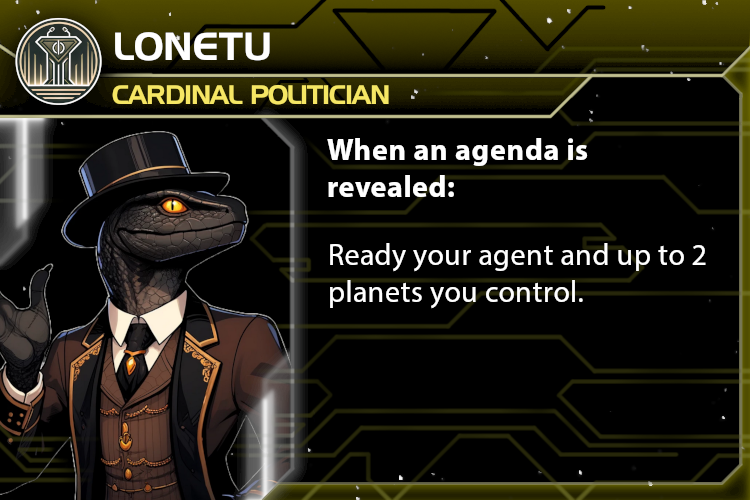 LONETU
CARDINAL POLITICIAN
When an agenda is
revealed:
Ready your agent and up to 2
planets you control.